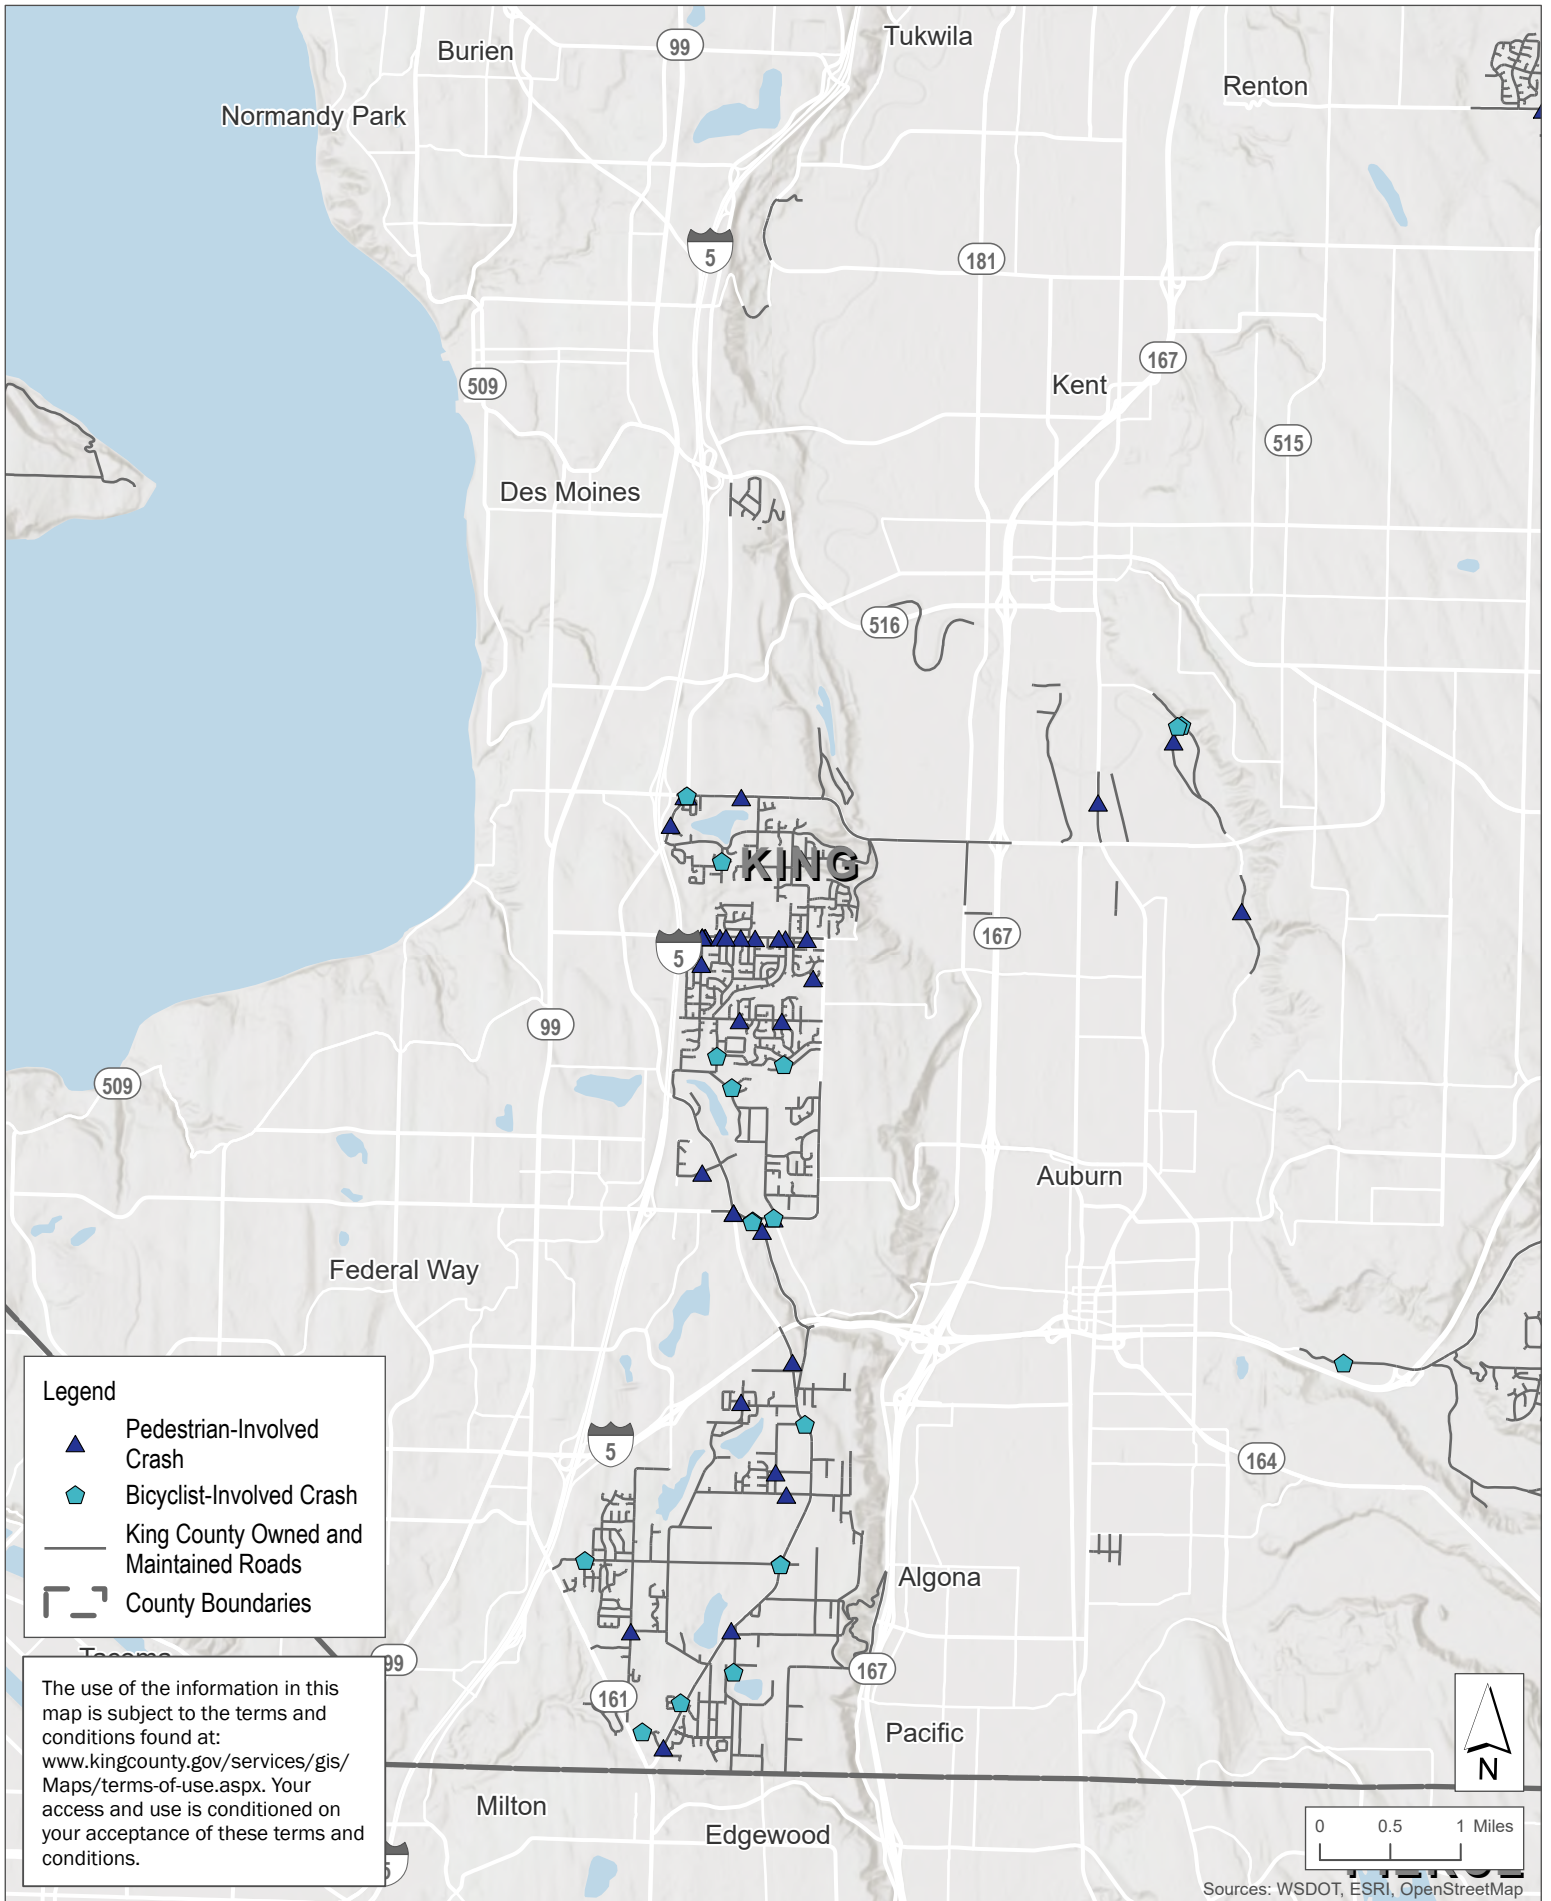 Burien
99
Tukwila
Renton
Normandy Park
5
181
167
Kent
509
515
Des Moines
516
KING
5
167
99
509
Auburn
Federal Way
Legend
Pedestrian-Involved
Crash
Bicyclist-Involved Crash
King County Owned and
Maintained Roads
County Boundaries
5
164
Algona
99
161
167
Pacific
The use of the information in this
map is subject to the terms and
conditions found at:
www.kingcounty.gov/services/gis/
Maps/terms-of-use.aspx. Your
access and use is conditioned on
your acceptance of these terms and
conditions.
N
Milton
Edgewood
0 0.5 1 Miles
5
Sources: WSDOT, ESRI, OpenStreetMap